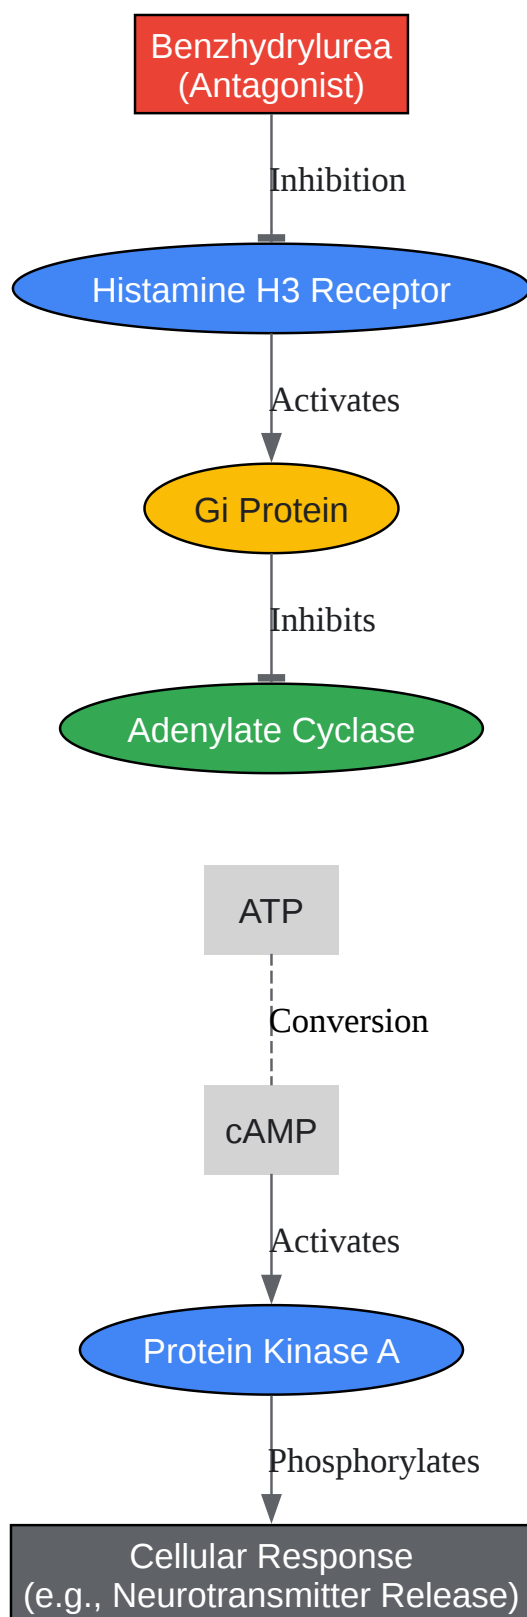 Benzhydrylurea
(Antagonist)
Inhibition
Histamine H3 Receptor
Activates
Gi Protein
Inhibits
Adenylate Cyclase
ATP
Conversion
cAMP
Activates
Protein Kinase A
Phosphorylates
Cellular Response
(e.g., Neurotransmitter Release)